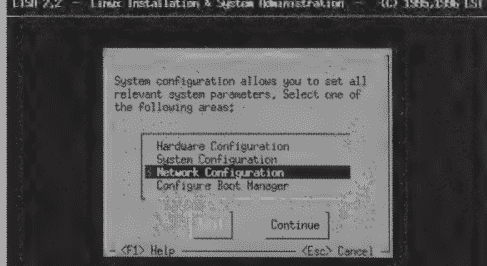 LISA 2.2 — Linux Installation & System Administration — (C) 1995,1996 LST
System configuration allows you to set all
relevant system parameters. Select one of
the following areas:
Hardware Configuration
System Configuration
Network Configuration
Configure Boot Manager
Continue
<F1> Help <Esc> Cancel